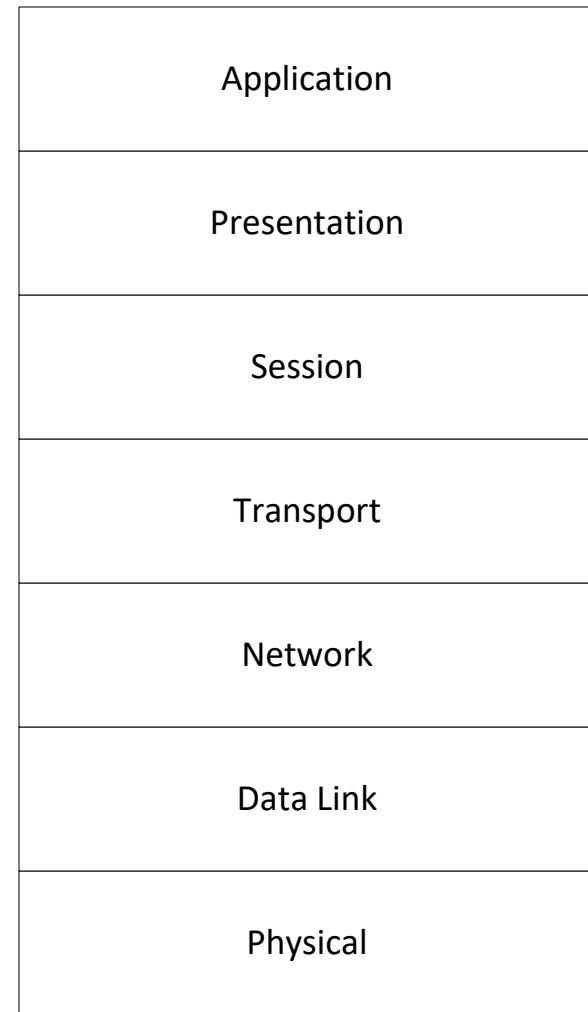 Application
Presentation
Session
Transport
Network
Data Link
Physical